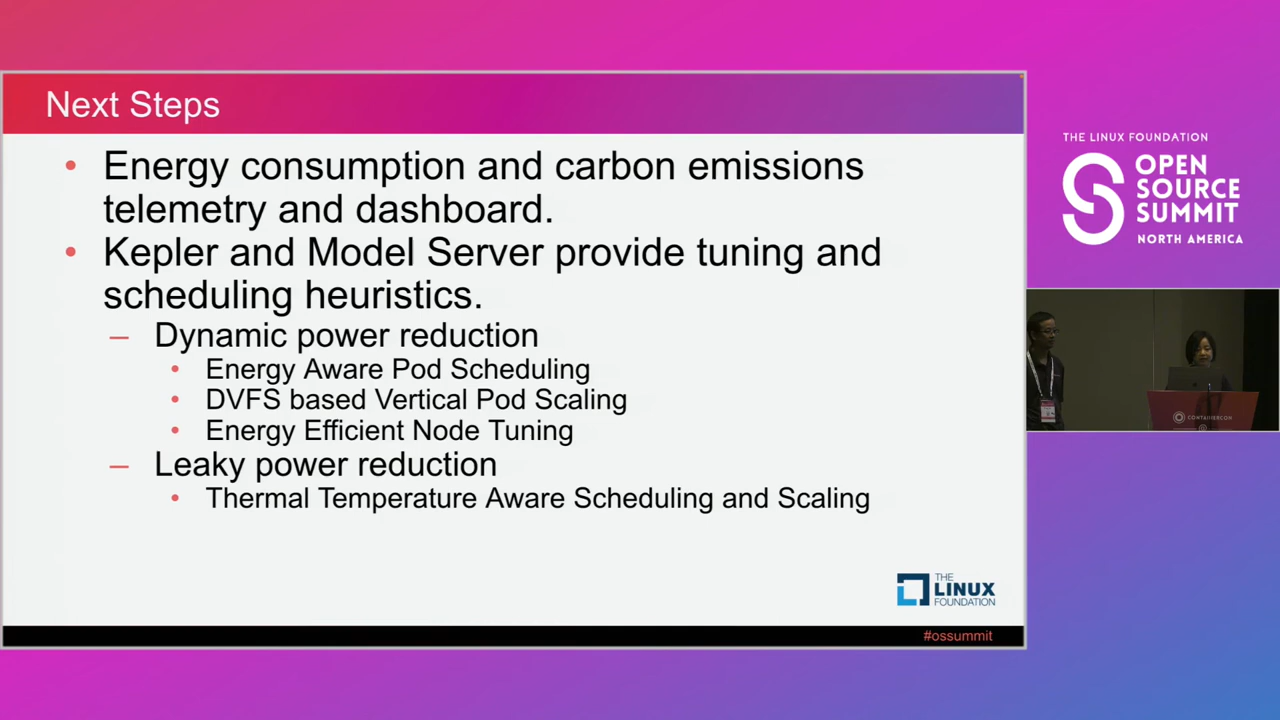 Next Steps
• Energy consumption and carbon emissions
telemetry and dashboard.
• Kepler and Model Server provide tuning and
scheduling heuristics.
– Dynamic power reduction
• Energy Aware Pod Scheduling
• DVFS based Vertical Pod Scaling
• Energy Efficient Node Tuning
– Leaky power reduction
• Thermal Temperature Aware Scheduling and Scaling
THE
LINUX
FOUNDATION
#ossummit
THE LINUX FOUNDATION
OPEN
SOURCE
SUMMIT
NORTH AMERICA
CONTAINERCON